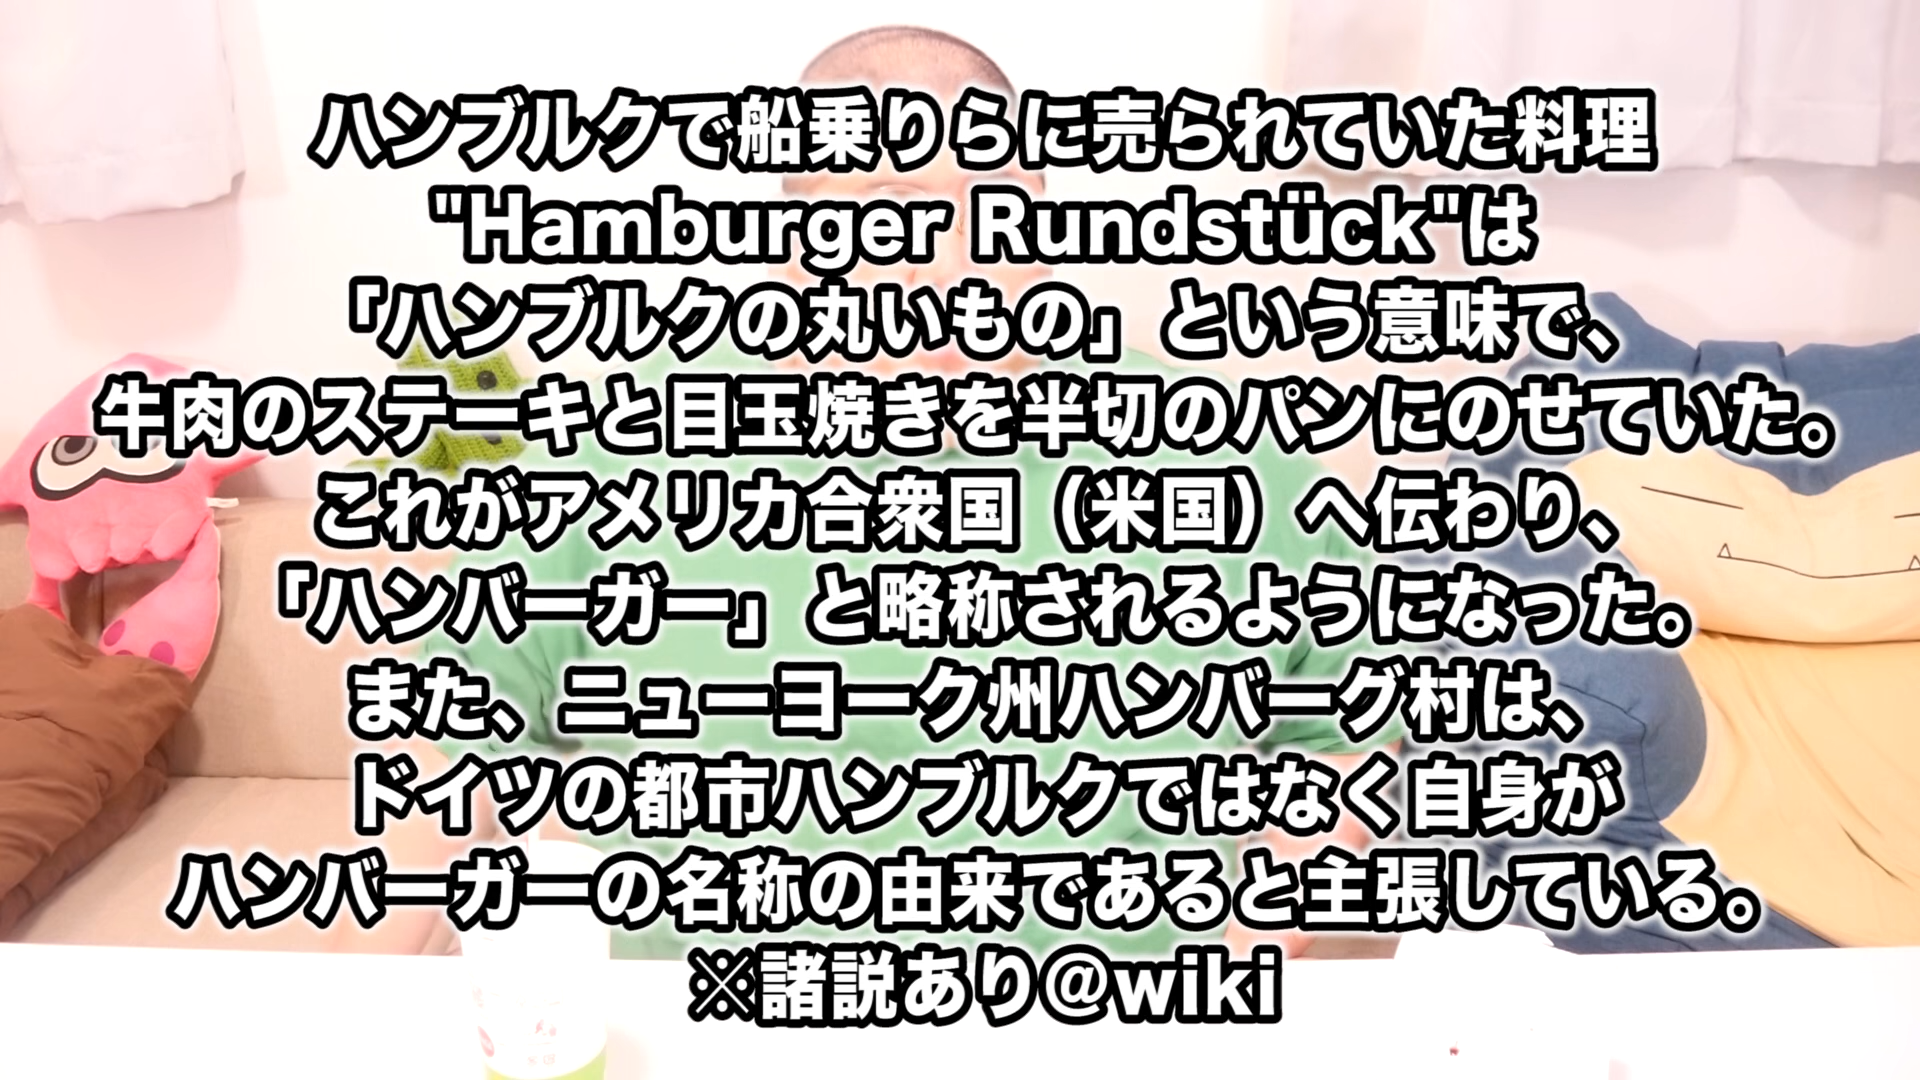 ハンブルクで船乗りらに売られていた料理
"Hamburger Rundstück"は
「ハンブルクの丸いもの」という意味で、
牛肉のステーキと目玉焼きを半切のパンにのせていた。
これがアメリカ合衆国（米国）へ伝わり、
「ハンバーガー」と略称されるようになった。
また、ニューヨーク州ハンバーグ村は、
ドイツの都市ハンブルクではなく自身が
ハンバーガーの名称の由来であると主張している。
※諸説あり@wiki